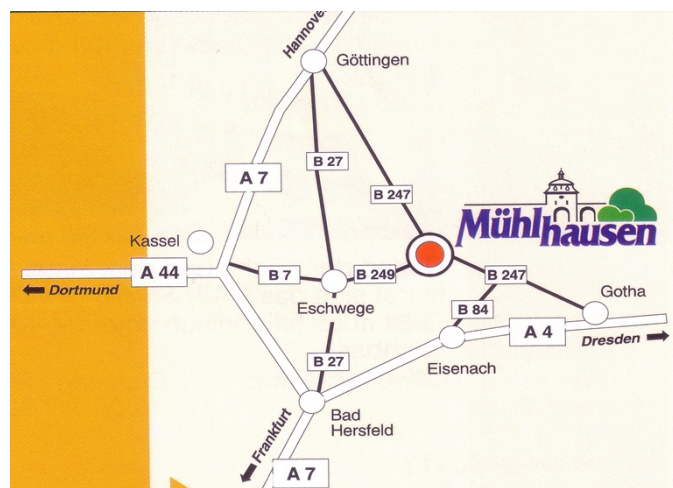 Hannover
Göttingen
B 27
A 7
B 247
Mühlhausen
Kassel
A 44
B 7
B 249
B 247
Dortmund
Eschwege
Gotha
B 84
A 4
Dresden
B 27
Eisenach
Bad
Hersfeld
Frankfurt
A 7